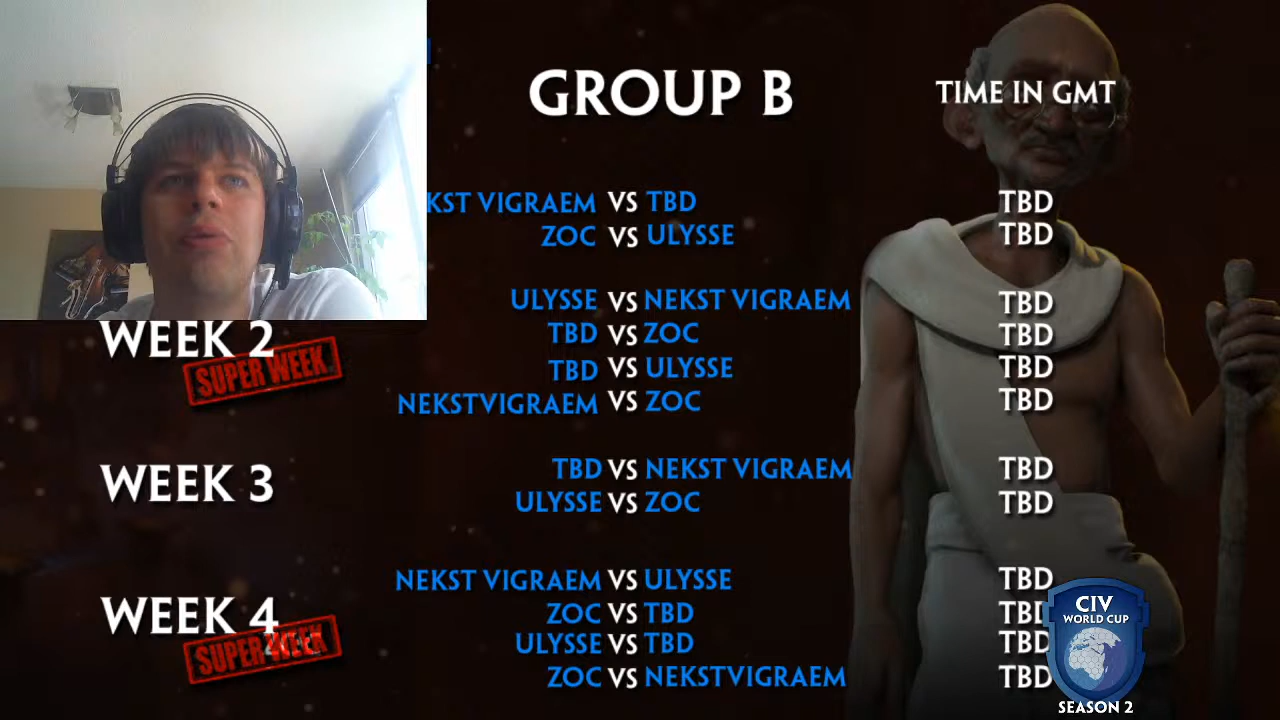 GROUP B
TIME IN GMT
KST VIGRAEM VS TBD TBD
ZOC VS ULYSSE TBD
WEEK 2
SUPER WEEK
ULYSSE VS NEKST VIGRAEM TBD
TBD VS ZOC TBD
TBD VS ULYSSE TBD
NEKSTVIGRAEM VS ZOC TBD
WEEK 3
TBD VS NEKST VIGRAEM TBD
ULYSSE VS ZOC TBD
WEEK 4
SUPER WEEK
NEKST VIGRAEM VS ULYSSE TBD
ZOC VS TBD TBD
ULYSSE VS TBD TBD
ZOC VS NEKSTVIGRAEM TBD
CIV
WORLD CUP
SEASON 2